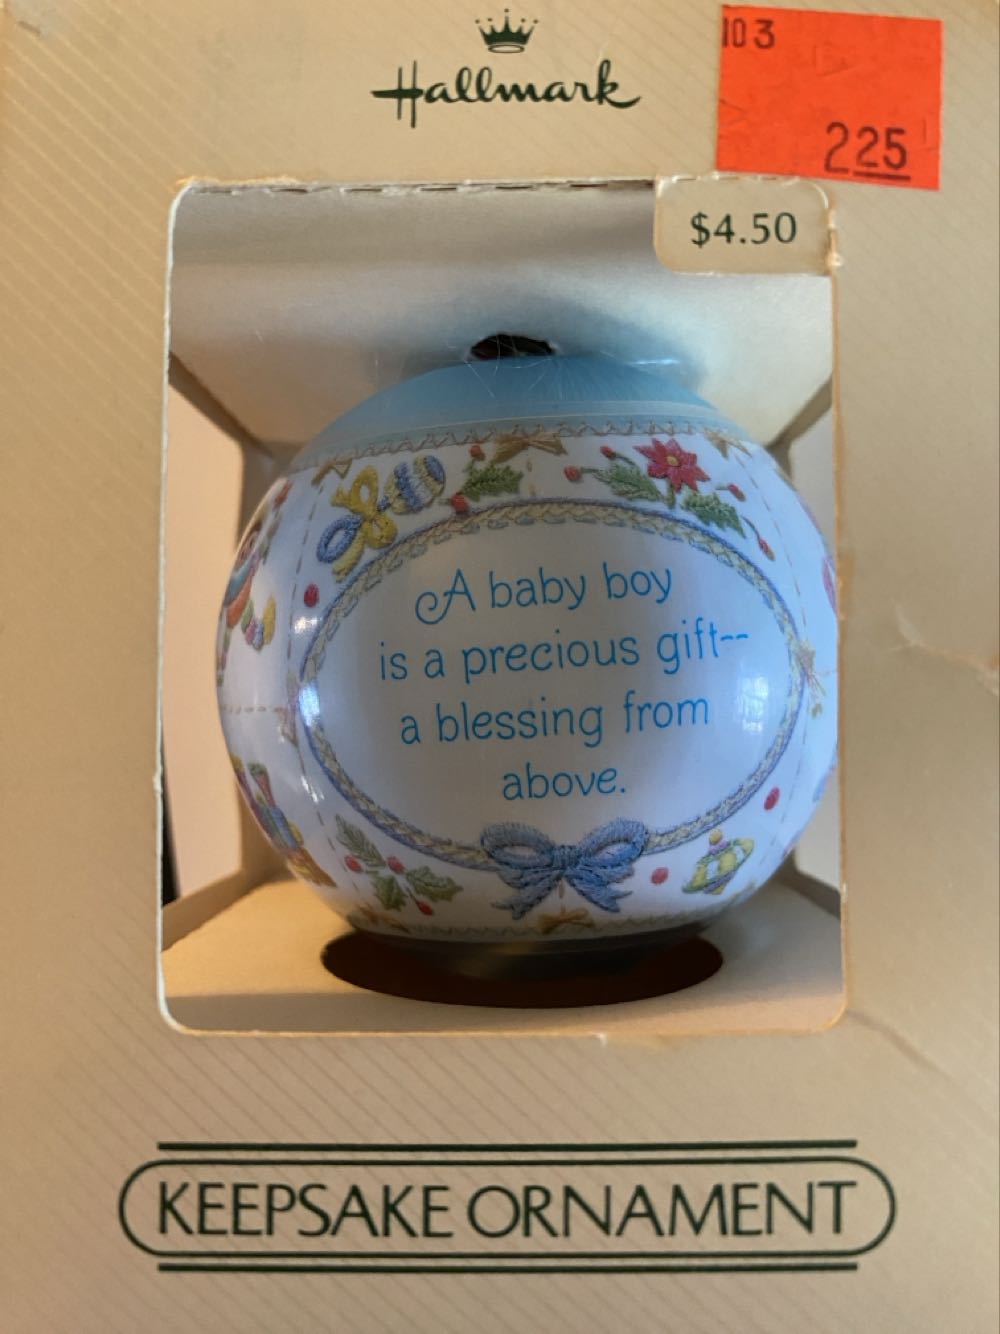 Hallmark
103
225
$4.50
A baby boy
is a precious gift--
a blessing from
above.
KEEPSAKE ORNAMENT